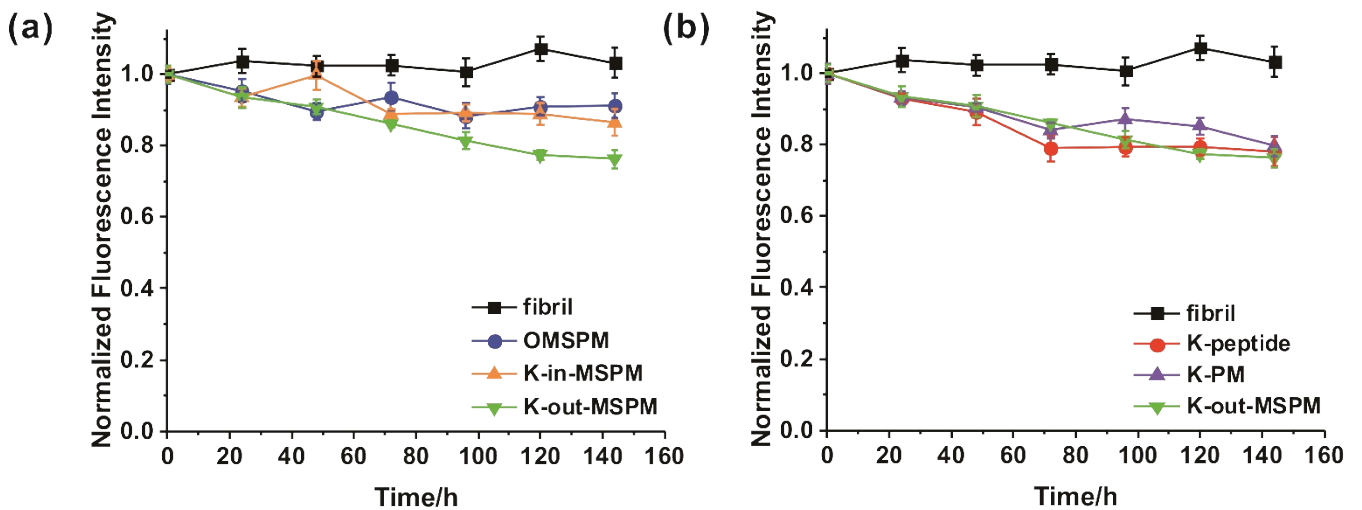 (a)
Normalized Fluorescence Intensity
1.0
0.8
0.6
0.4
0.2
0.0
0 20 40 60 80 100 120 140 160
Time/h
fibril
OMSPM
K-in-MSPM
K-out-MSPM
(b)
Normalized Fluorescence Intensity
1.0
0.8
0.6
0.4
0.2
0.0
0 20 40 60 80 100 120 140 160
Time/h
fibril
K-peptide
K-PM
K-out-MSPM